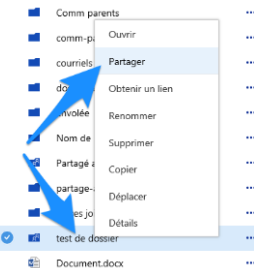 Comm parents
comm-pa
Ouvrir
courriels
Partager
Obtenir un lien
Renommer
Nom de
Supprimer
Partagé a
Copier
partage-a
Déplacer
Détails
test de dossier
Document.docx